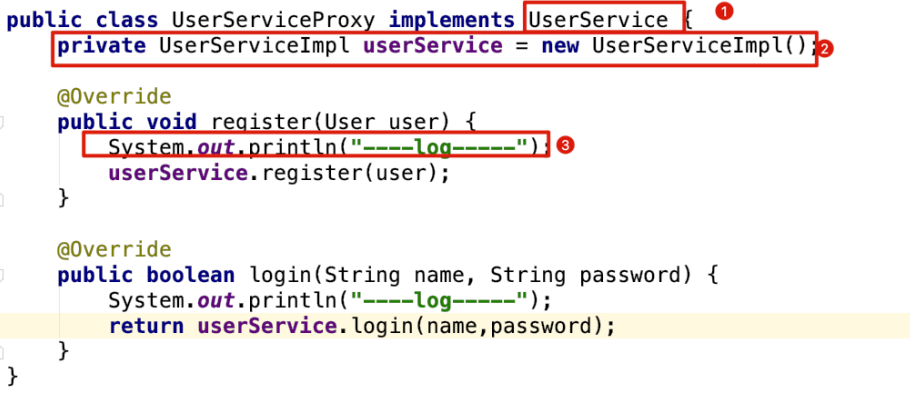 public class UserServiceProxy implements UserService { 1
    private UserServiceImpl userService = new UserServiceImpl(); 2

    @Override
    public void register(User user) {
        System.out.println("----log-----"); 3
        userService.register(user);
    }

    @Override
    public boolean login(String name, String password) {
        System.out.println("----log-----");
        return userService.login(name,password);
    }
}